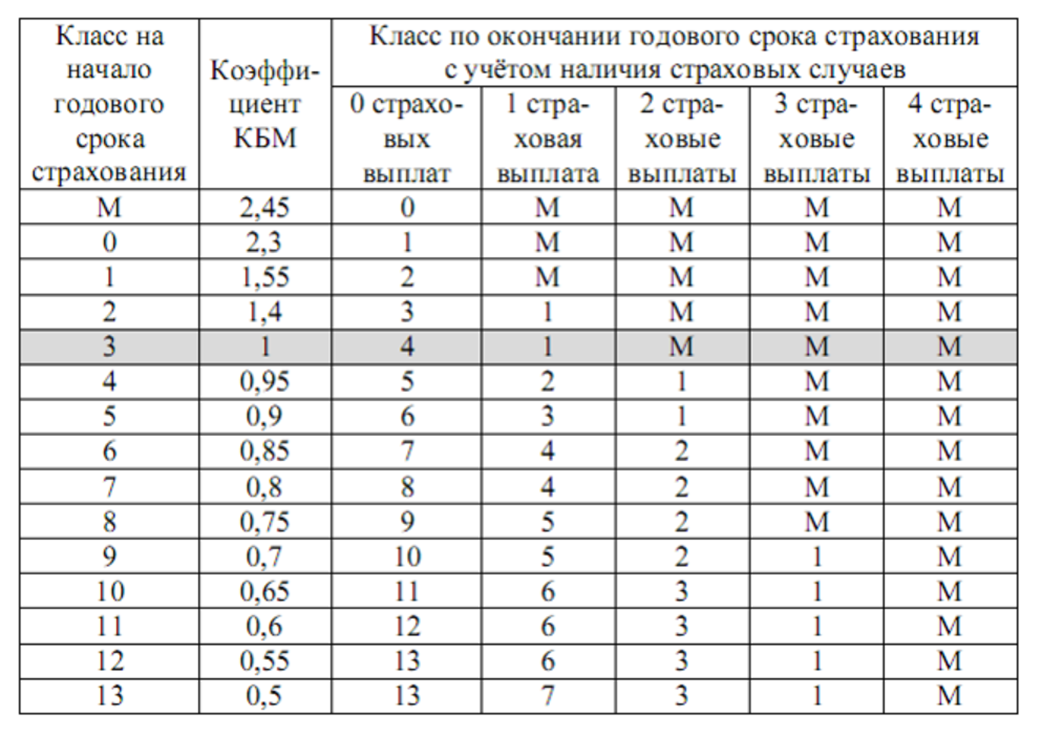 Класс на
начало
годового
срока
страхования
Коэффи-
циент
КБМ
Класс по окончании годового срока страхования
с учётом наличия страховых случаев
0 страхо-
вых
выплат
1 стра-
ховая
выплата
2 стра-
ховые
выплаты
3 стра-
ховые
выплаты
4 стра-
ховые
выплаты
М 2,45 0 М М М М
0 2,3 1 М М М М
1 1,55 2 М М М М
2 1,4 3 1 М М М
3 1 4 1 М М М
4 0,95 5 2 1 М М
5 0,9 6 3 1 М М
6 0,85 7 4 2 М М
7 0,8 8 4 2 М М
8 0,75 9 5 2 М М
9 0,7 10 5 2 1 М
10 0,65 11 6 3 1 М
11 0,6 12 6 3 1 М
12 0,55 13 6 3 1 М
13 0,5 13 7 3 1 М